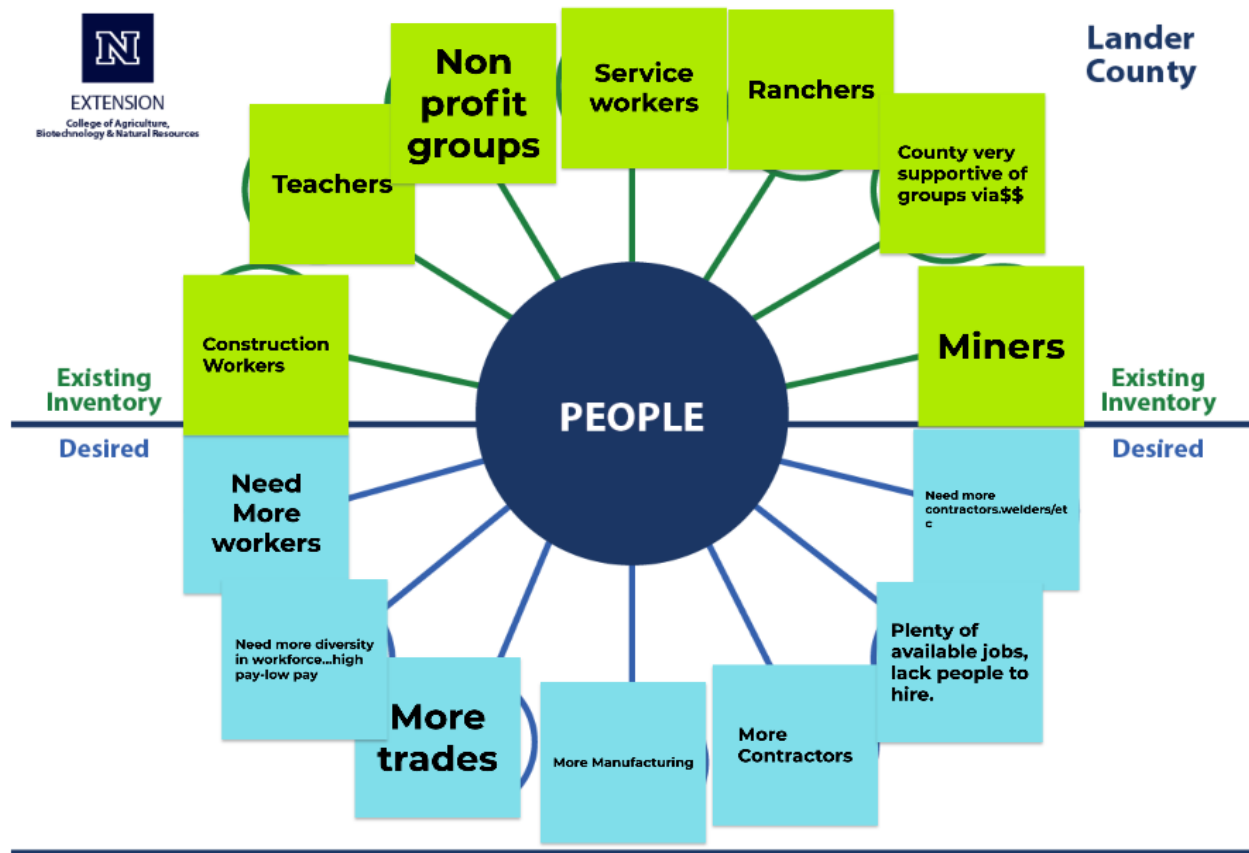 N
EXTENSION
College of Agriculture,
Biotechnology & Natural Resources
Lander
County
Non
profit
groups
Service
workers
Ranchers
Teachers
County very
supportive of
groups via$$
Construction
Workers
Miners
Existing
Inventory
Existing
Inventory
PEOPLE
Desired
Desired
Need
More
workers
Need more
contractors.welders/et
c
Need more diversity
in workforce...high
pay-low pay
Plenty of
available jobs,
lack people to
hire.
More
trades
More Manufacturing
More
Contractors